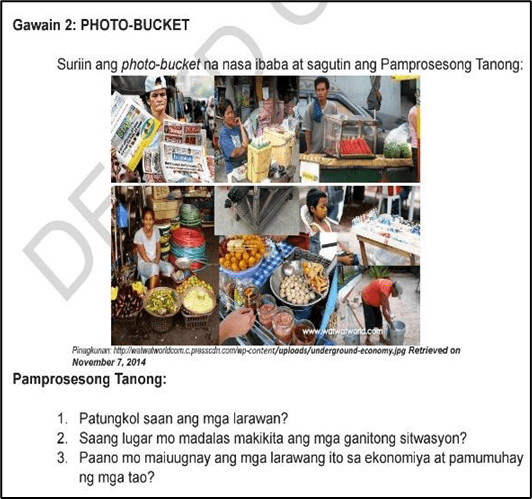 Gawain 2: PHOTO-BUCKET
Suriin ang photo-bucket na nasa ibaba at sagutin ang Pamprosesong Tanong:
www.watwatworld.com
Pinagkunan: http://watwatworldcom.c.presscdn.com/wp-content/uploads/underground-economy.jpg Retrieved on
November 7, 2014
Pamprosesong Tanong:
1. Patungkol saan ang mga larawan?
2. Saang lugar mo madalas makikita ang mga ganitong sitwasyon?
3. Paano mo maiuugnay ang mga larawang ito sa ekonomiya at pamumuhay
ng mga tao?